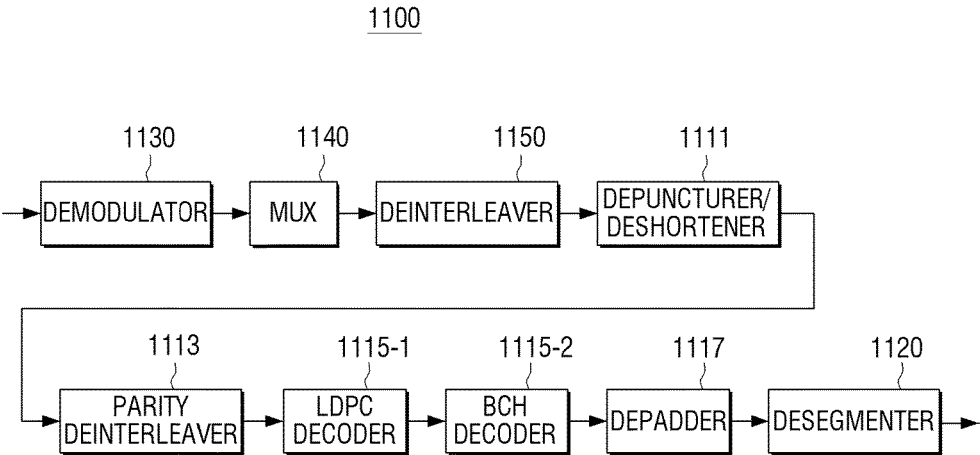 1100
1130
1140
1150
1111
DEMODULATOR
MUX
DEINTERLEAVER
DEPUNCTURER/
DESHORTENER
1113
1115-1
1115-2
1117
1120
PARITY
DEINTERLEAVER
LDPC
DECODER
BCH
DECODER
DEPADDER
DESEGMENTER